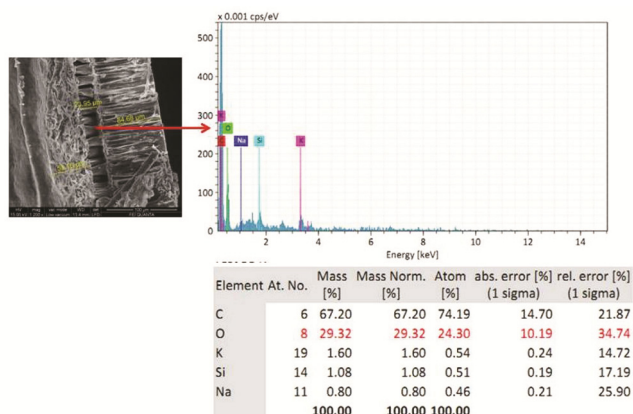 x 0.001 cps/eV
500
400
300
200
100
0
K
O
C
Na
Si
K
2
4
6
8
10
12
14
Energy [keV]
Element At. No. Mass [%] Mass Norm. [%] Atom [%] abs. error [%] (1 sigma) rel. error [%] (1 sigma)
C 6 67.20 67.20 74.19 14.70 21.87
O 8 29.32 29.32 24.30 10.19 34.74
K 19 1.60 1.60 0.54 0.24 14.72
Si 14 1.08 1.08 0.51 0.19 17.19
Na 11 0.80 0.80 0.46 0.21 25.90
100.00 100.00 100.00